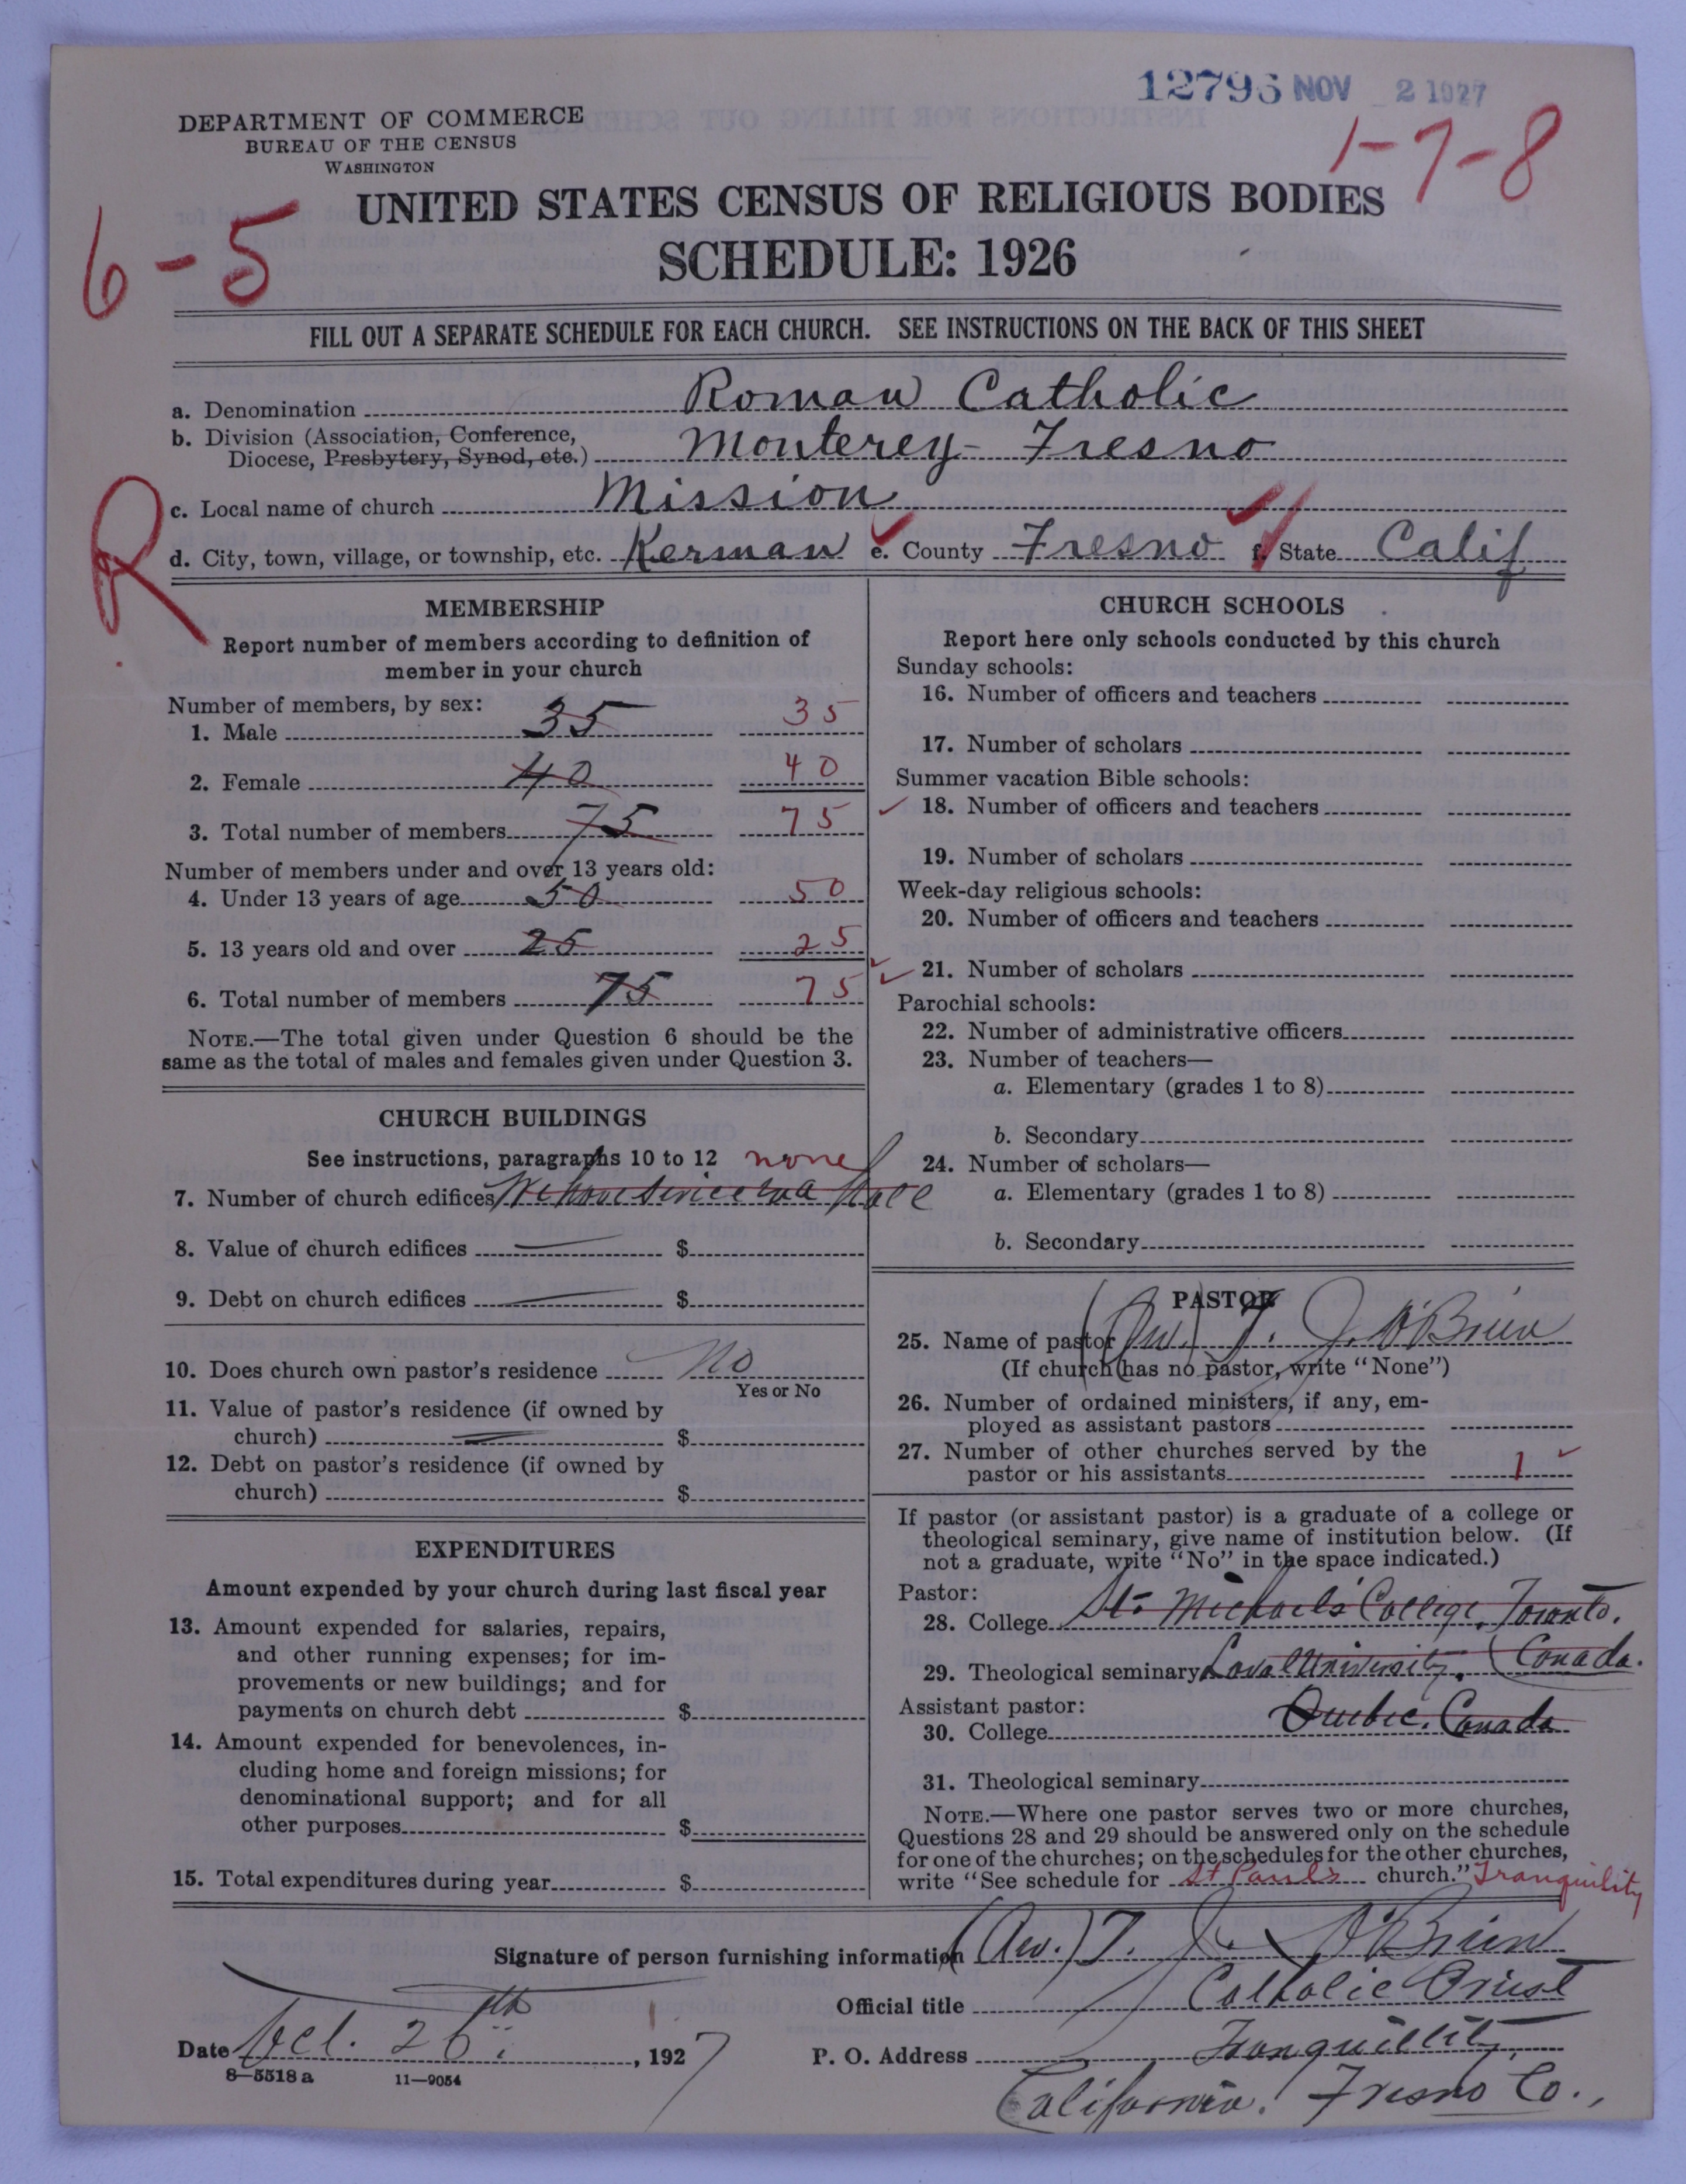 12796 NOV 2 1927
DEPARTMENT OF COMMERCE
BUREAU OF THE CENSUS
WASHINGTON
1-7-8
UNITED STATES CENSUS OF RELIGIOUS BODIES
6-5
SCHEDULE: 1926
FILL OUT A SEPARATE SCHEDULE FOR EACH CHURCH. SEE INSTRUCTIONS ON THE BACK OF THIS SHEET
a. Denomination Roman Catholic
b. Division (Association, Conference,
Diocese, Presbytery, Synod, etc.) Monterey-Fresno
R
c. Local name of church Mission
d. City, town, village, or township, etc. Kerman e. County Fresno f. State Calif
MEMBERSHIP
Report number of members according to definition of
member in your church
Number of members, by sex:
1. Male 35 35
2. Female 40 40
3. Total number of members 75 75
Number of members under and over 13 years old:
4. Under 13 years of age 50 50
5. 13 years old and over 25 25
6. Total number of members 75 75
NOTE.—The total given under Question 6 should be the
same as the total of males and females given under Question 3.
CHURCH BUILDINGS
See instructions, paragraphs 10 to 12 none
7. Number of church edifices We have service in a hall
8. Value of church edifices — $
9. Debt on church edifices — $
10. Does church own pastor's residence No
Yes or No
11. Value of pastor's residence (if owned by
church) — $
12. Debt on pastor's residence (if owned by
church) $
EXPENDITURES
Amount expended by your church during last fiscal year
13. Amount expended for salaries, repairs,
and other running expenses; for im-
provements or new buildings; and for
payments on church debt $
14. Amount expended for benevolences, in-
cluding home and foreign missions; for
denominational support; and for all
other purposes $
15. Total expenditures during year $
CHURCH SCHOOLS
Report here only schools conducted by this church
Sunday schools:
16. Number of officers and teachers
17. Number of scholars
Summer vacation Bible schools:
18. Number of officers and teachers
19. Number of scholars
Week-day religious schools:
20. Number of officers and teachers
21. Number of scholars
Parochial schools:
22. Number of administrative officers
23. Number of teachers—
a. Elementary (grades 1 to 8)
b. Secondary
24. Number of scholars—
a. Elementary (grades 1 to 8)
b. Secondary
PASTOR
25. Name of pastor (Rev.) T. J. O'Brien
(If church has no pastor, write "None")
26. Number of ordained ministers, if any, em-
ployed as assistant pastors
27. Number of other churches served by the
pastor or his assistants 1
If pastor (or assistant pastor) is a graduate of a college or
theological seminary, give name of institution below. (If
not a graduate, write "No" in the space indicated.)
Pastor:
28. College St. Michael's College, Toronto,
29. Theological seminary Laval University, Canada.
Assistant pastor: Quebec, Canada
30. College
31. Theological seminary
NOTE.—Where one pastor serves two or more churches,
Questions 28 and 29 should be answered only on the schedule
for one of the churches; on the schedules for the other churches,
write "See schedule for St Paul's church." Tranquility
Signature of person furnishing information (Rev.) T. J. O'Brien
Official title Catholic Priest
Date Oct. 26th, 1927
P. O. Address Tranquillity,
California. Fresno Co.,
8-5518a 11-9054